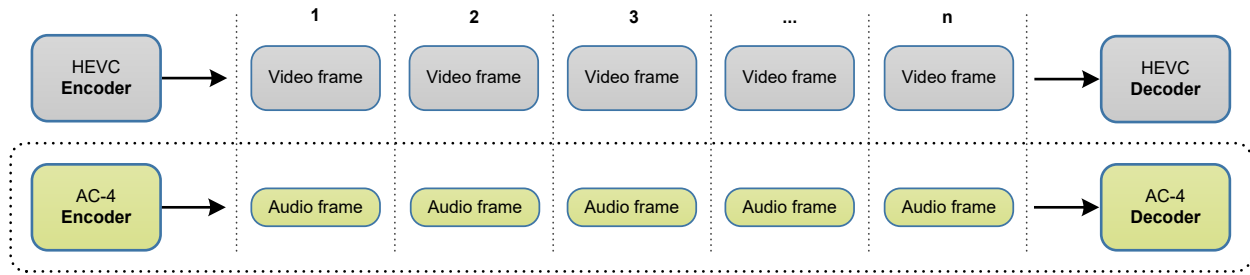 1 2 3 ... n
HEVC
Encoder
Video frame Video frame Video frame Video frame Video frame
HEVC
Decoder
AC-4
Encoder
Audio frame Audio frame Audio frame Audio frame Audio frame
AC-4
Decoder